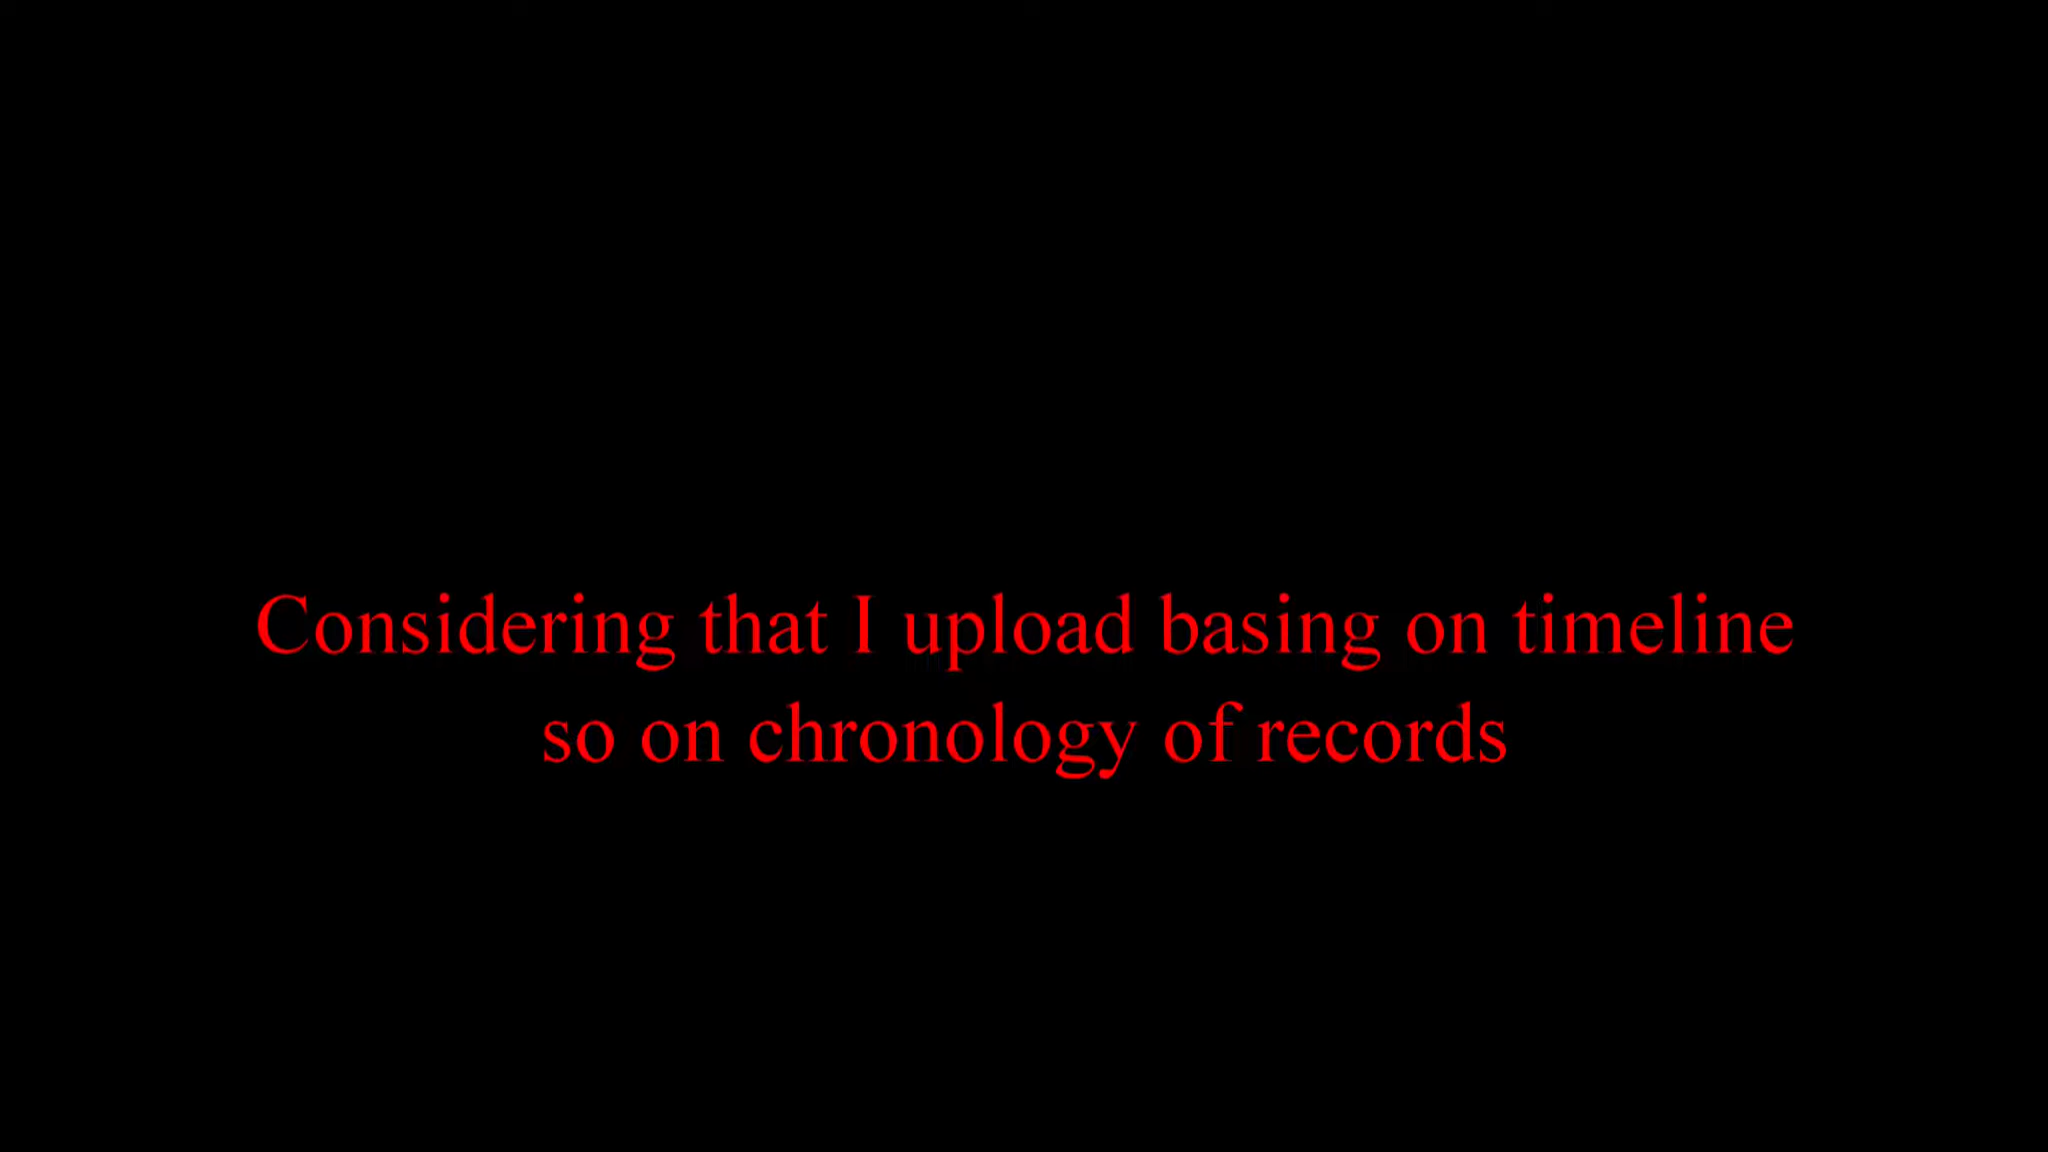 Considering that I upload basing on timeline
so on chronology of records